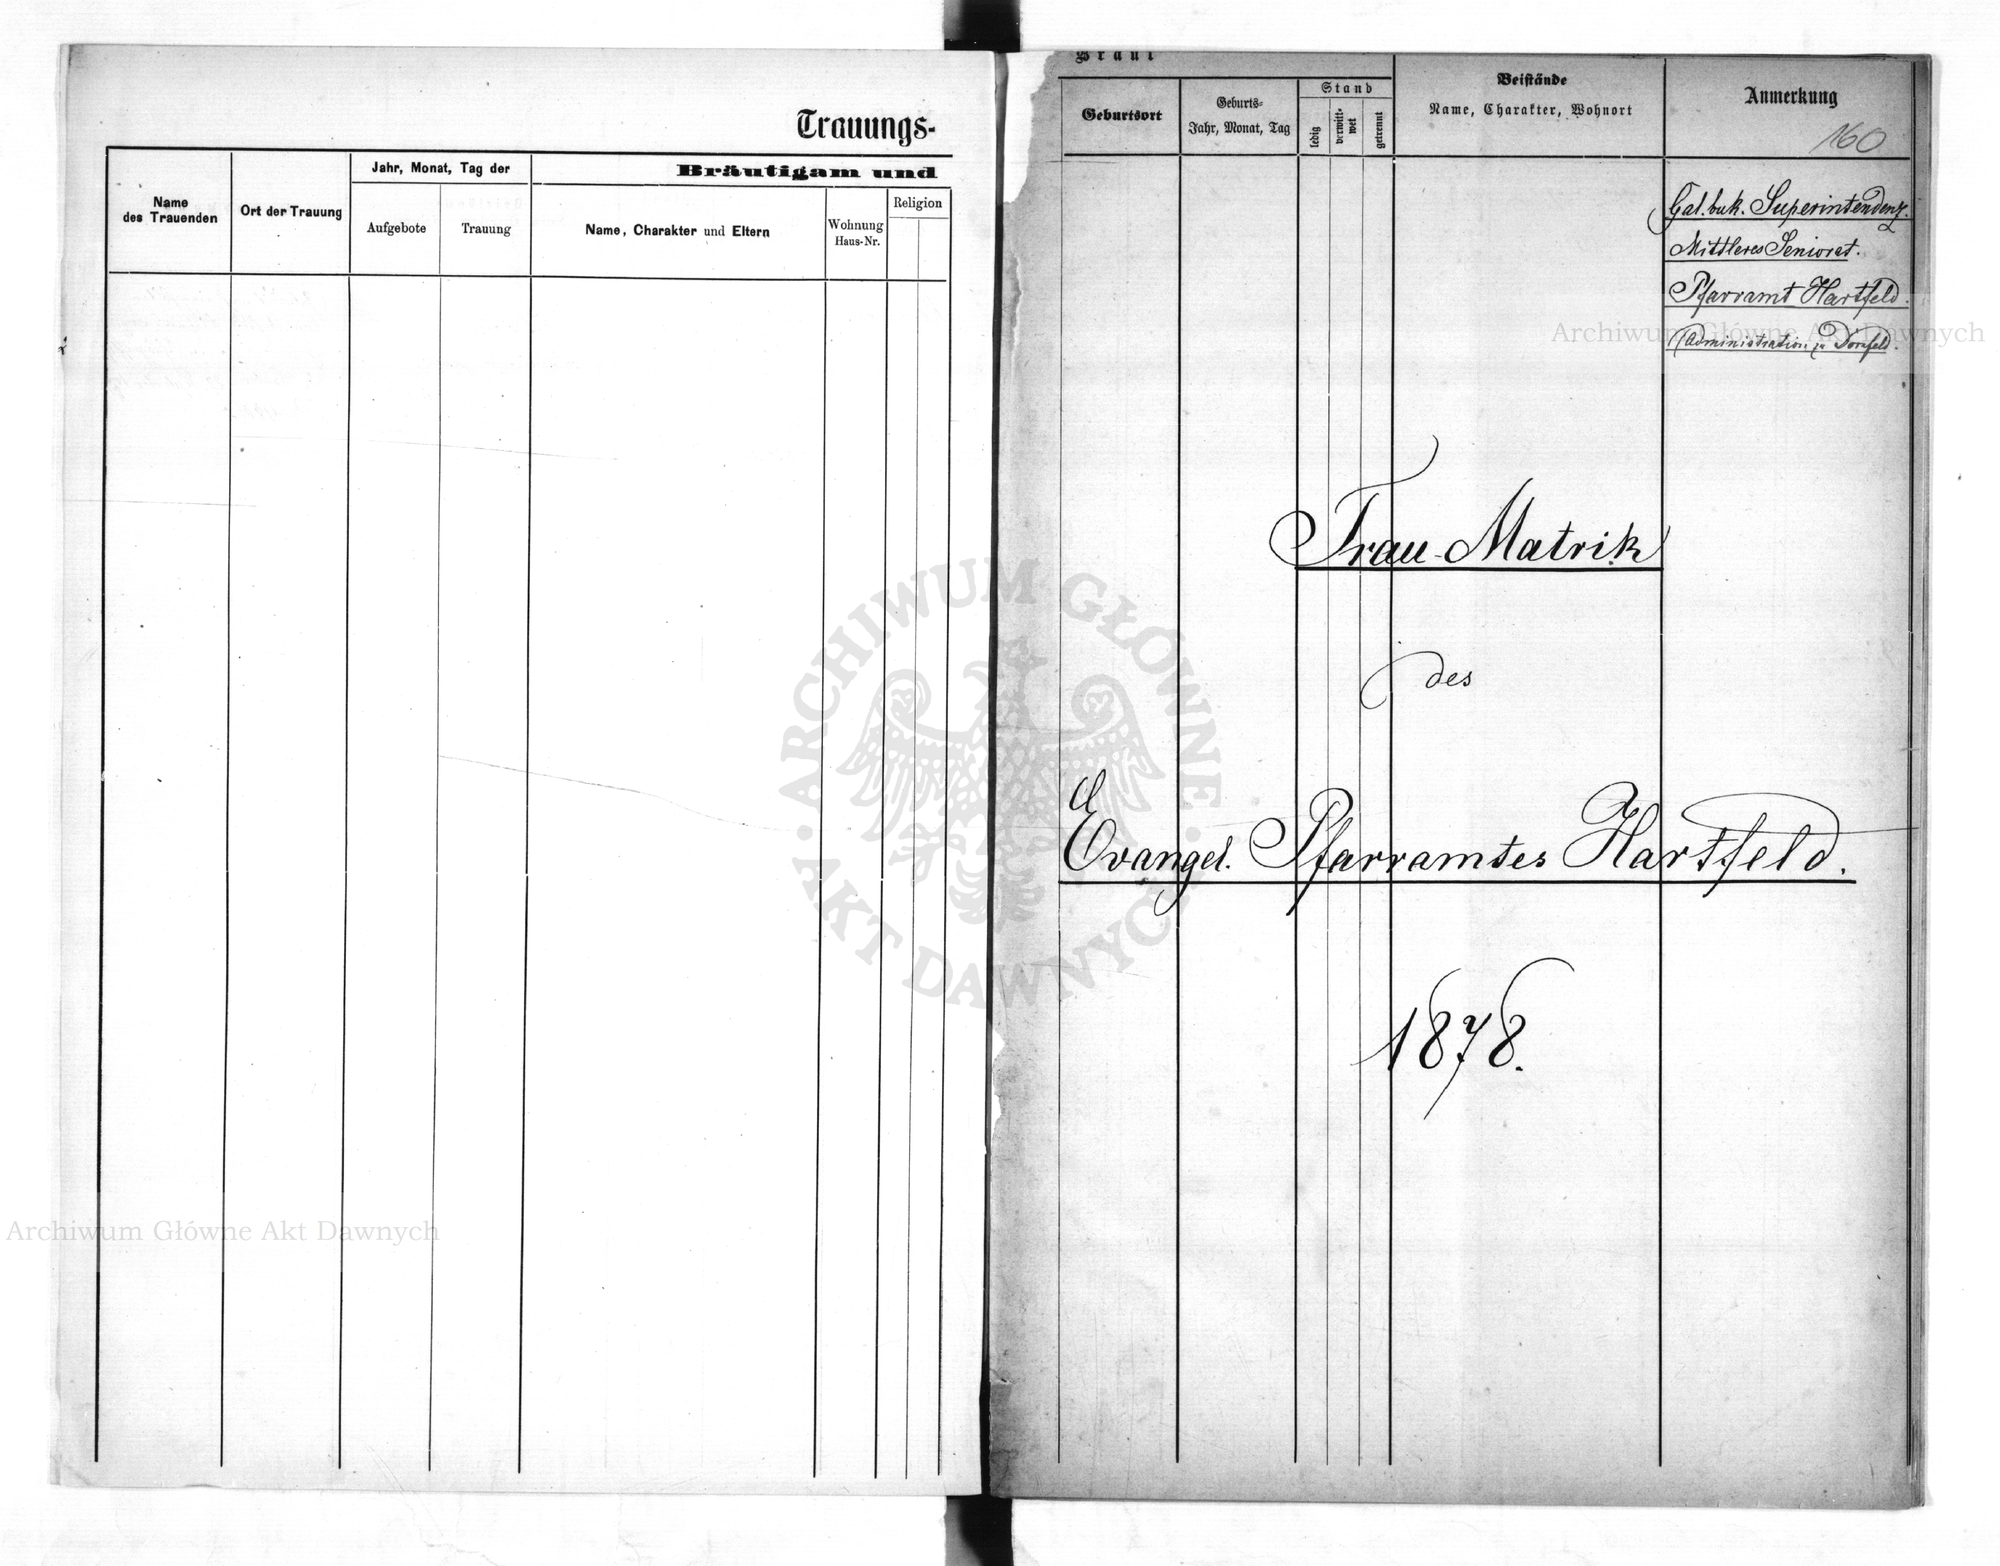 Trauungs-
Name
des Trauenden
Ort der Trauung
Jahr, Monat, Tag der
Aufgebote
Trauung
Bräutigam und
Name, Charakter und Eltern
Wohnung
Haus-Nr.
Religion
Braut
Geburtsort
Geburts-
Jahr, Monat, Tag
Stand
ledig
verwitt-
wet
getrennt
Beistände
Name, Charakter, Wohnort
Anmerkung
160
Gal. buk. Superintendenz.
Mittleres Seniorat.
Pfarramt Hartfeld.
(Administration zu Dornfeld.
Trau-Matrik
des
Evangel. Pfarramtes Hartfeld.
1878.
Archiwum Główne Akt Dawnych
ARCHIWUM GŁÓWNE
· AKT DAWNYCH ·
Archiwum Główne Akt Dawnych